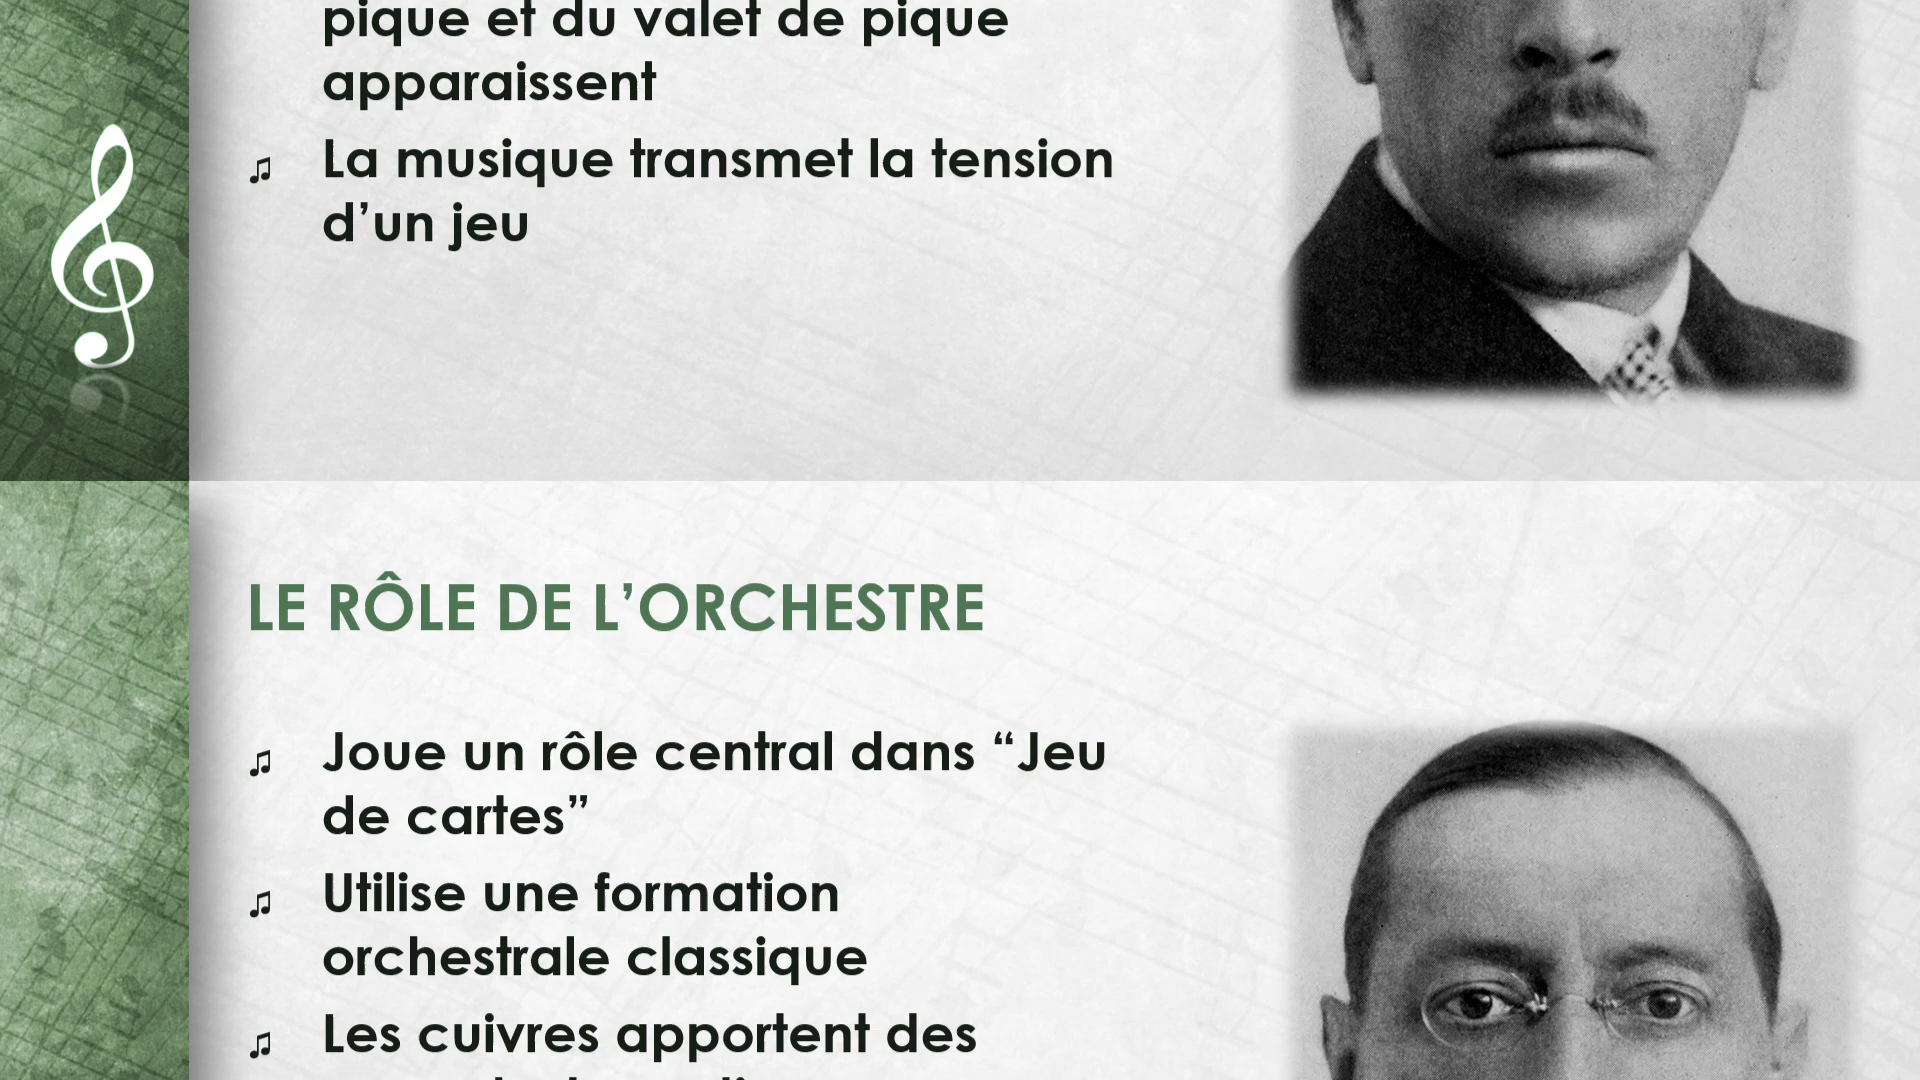 pique et du valet de pique
apparaissent
La musique transmet la tension
d’un jeu
LE RÔLE DE L’ORCHESTRE
Joue un rôle central dans “Jeu
de cartes”
Utilise une formation
orchestrale classique
Les cuivres apportent des